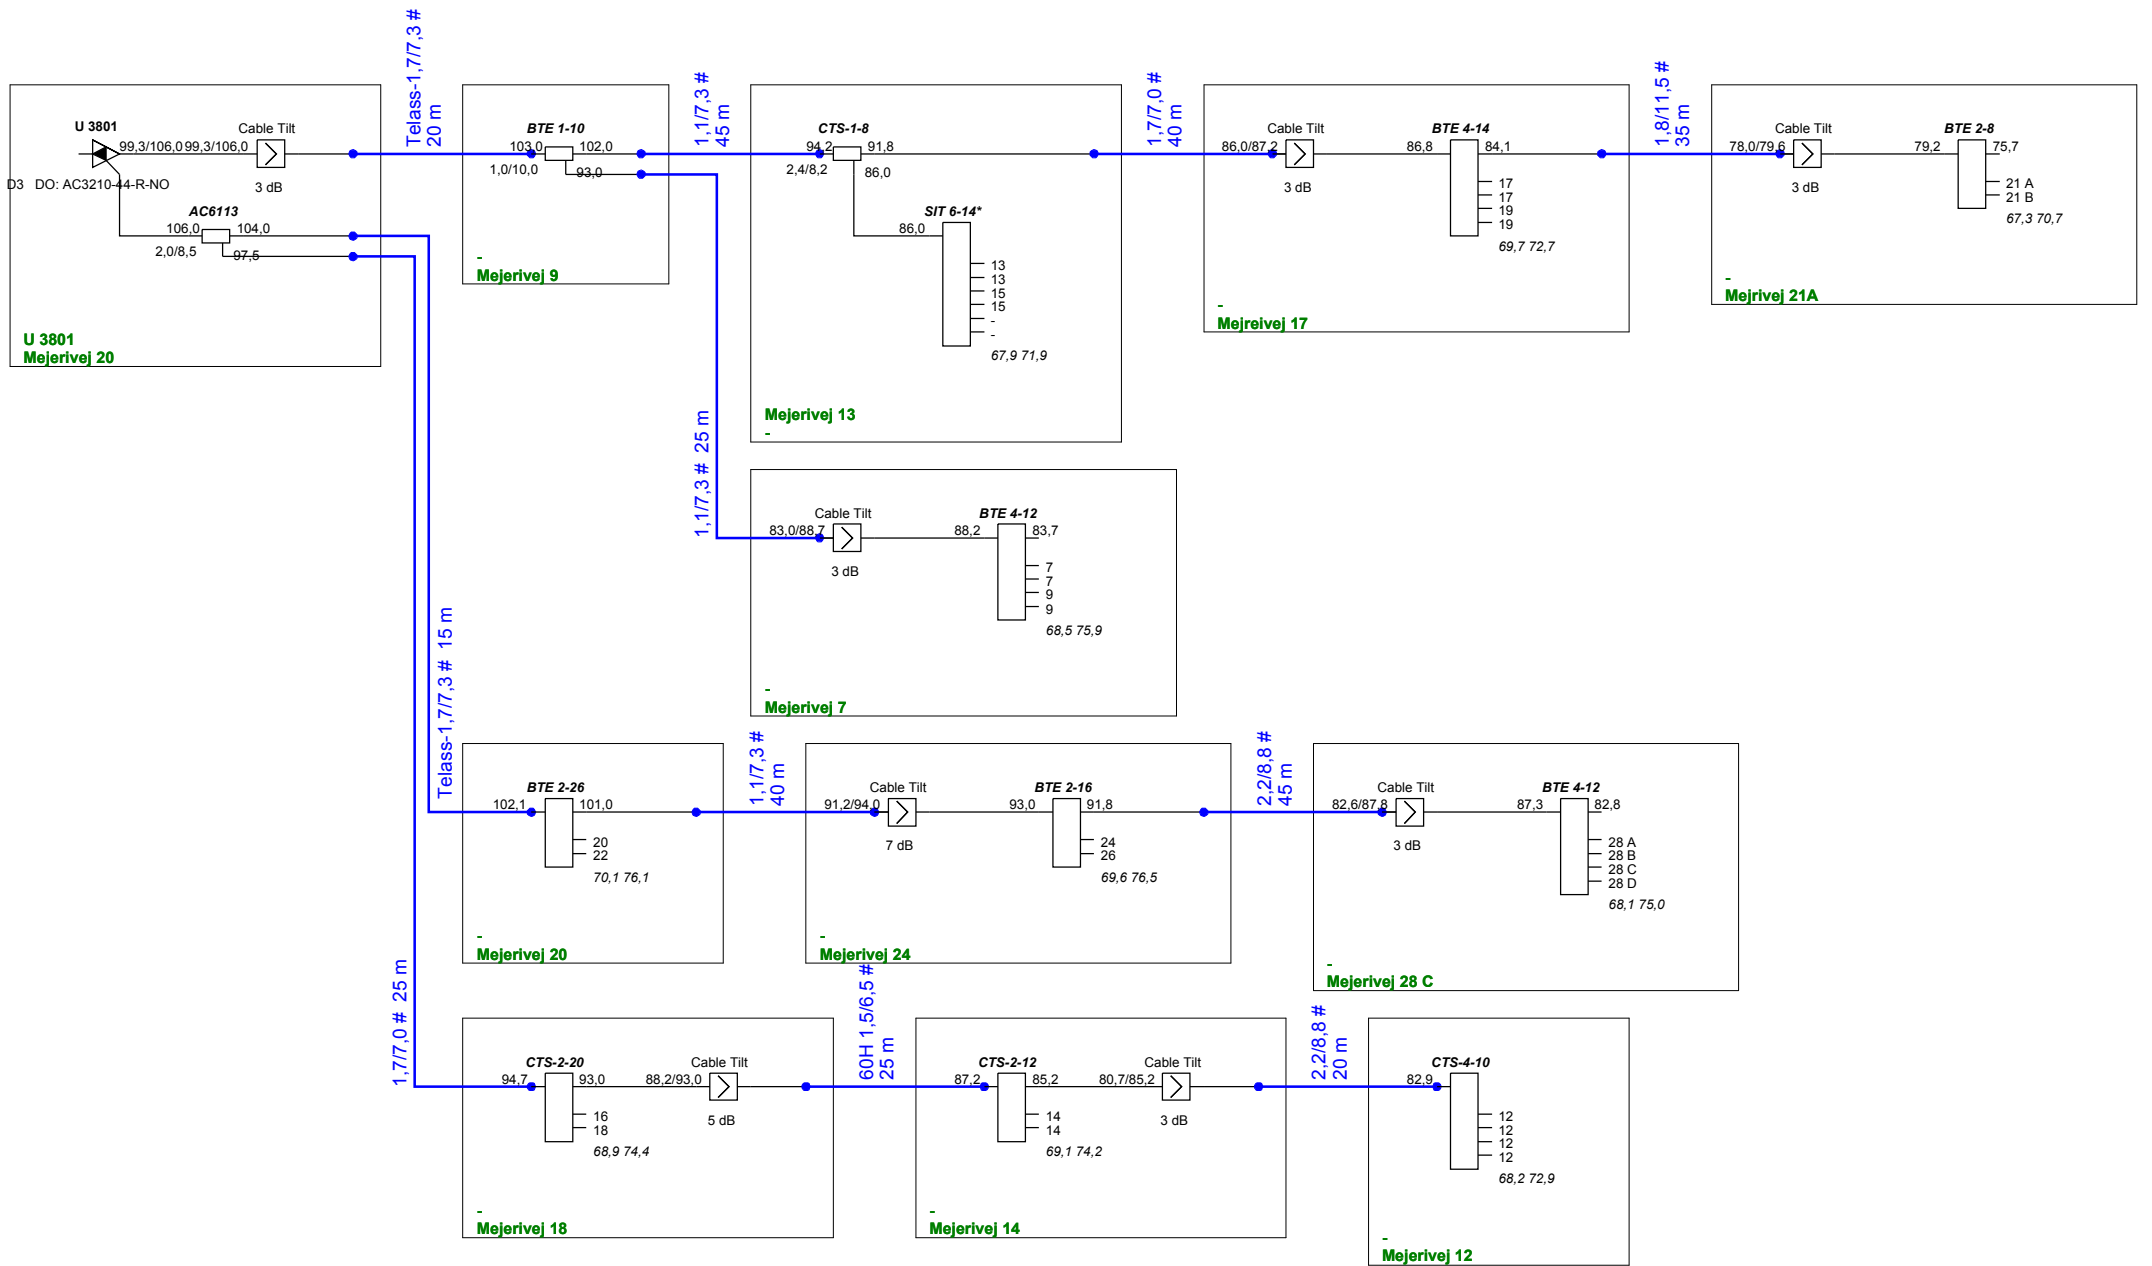 Telass-1,7/7,3 #
20 m
1,1/7,3 #
45 m
1,7/7,0 #
40 m
1,8/11,5 #
35 m
U 3801
99,3/106,0
99,3/106,0
Cable Tilt
3 dB
D3 DO: AC3210-44-R-NO
AC6113
106,0
104,0
2,0/8,5
97,5
U 3801
Mejerivej 20
BTE 1-10
103,0
102,0
1,0/10,0
93,0
-
Mejerivej 9
CTS-1-8
94,2
91,8
2,4/8,2
86,0
SIT 6-14*
86,0
13
13
15
15
-
-
67,9 71,9
Mejerivej 13
-
86,0/87,2
Cable Tilt
3 dB
BTE 4-14
86,8
84,1
17
17
19
19
69,7 72,7
-
Mejreivej 17
78,0/79,6
Cable Tilt
3 dB
BTE 2-8
79,2
75,7
21 A
21 B
67,3 70,7
-
Mejrivej 21A
1,1/7,3 # 25 m
83,0/88,7
Cable Tilt
3 dB
BTE 4-12
88,2
83,7
7
7
9
9
68,5 75,9
-
Mejerivej 7
Telass-1,7/7,3 # 15 m
BTE 2-26
102,1
101,0
20
22
70,1 76,1
-
Mejerivej 20
1,1/7,3 #
40 m
91,2/94,0
Cable Tilt
7 dB
BTE 2-16
93,0
91,8
24
26
69,6 76,5
-
Mejerivej 24
2,2/8,8 #
45 m
82,6/87,8
Cable Tilt
3 dB
BTE 4-12
87,3
82,8
28 A
28 B
28 C
28 D
68,1 75,0
-
Mejerivej 28 C
1,7/7,0 # 25 m
CTS-2-20
94,7
93,0
16
18
68,9 74,4
88,2/93,0
Cable Tilt
5 dB
-
Mejerivej 18
60H 1,5/6,5 #
25 m
CTS-2-12
87,2
85,2
14
14
69,1 74,2
80,7/85,2
Cable Tilt
3 dB
-
Mejerivej 14
2,2/8,8 #
20 m
CTS-4-10
82,9
12
12
12
12
68,2 72,9
-
Mejerivej 12